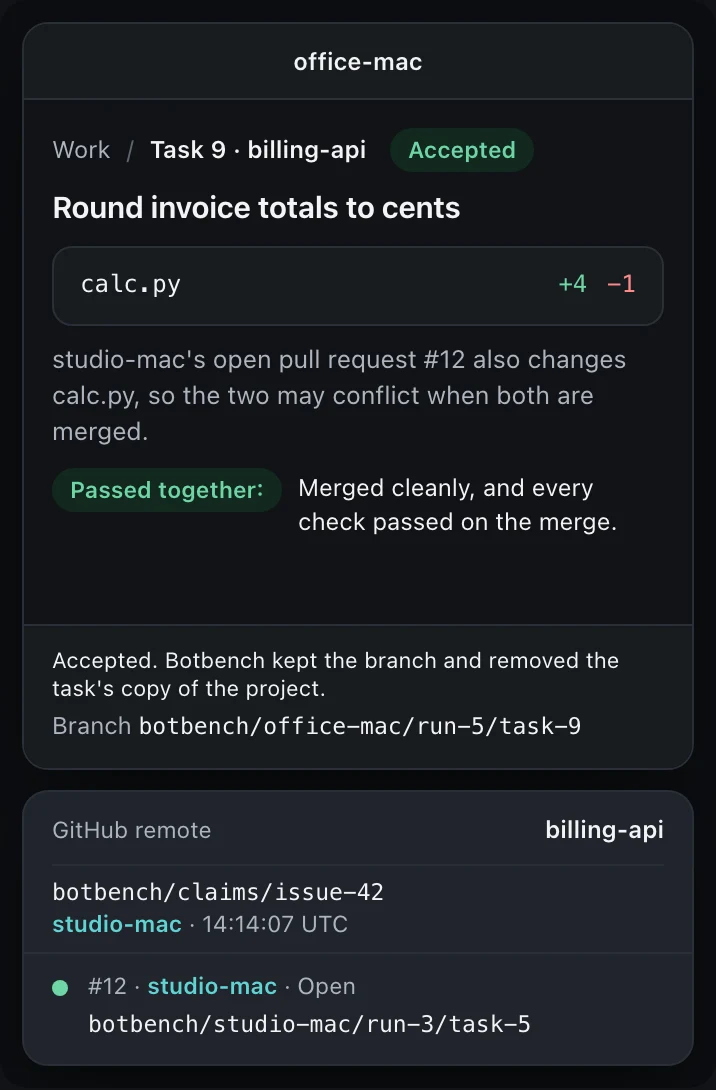 office-mac
Work / Task 9 · billing-api Accepted
Round invoice totals to cents
calc.py +4 −1
studio-mac's open pull request #12 also changes
calc.py, so the two may conflict when both are
merged.
Passed together: Merged cleanly, and every
check passed on the merge.
Accepted. Botbench kept the branch and removed the
task's copy of the project.
Branch botbench/office-mac/run-5/task-9
GitHub remote billing-api
botbench/claims/issue-42
studio-mac · 14:14:07 UTC
#12 · studio-mac · Open
botbench/studio-mac/run-3/task-5